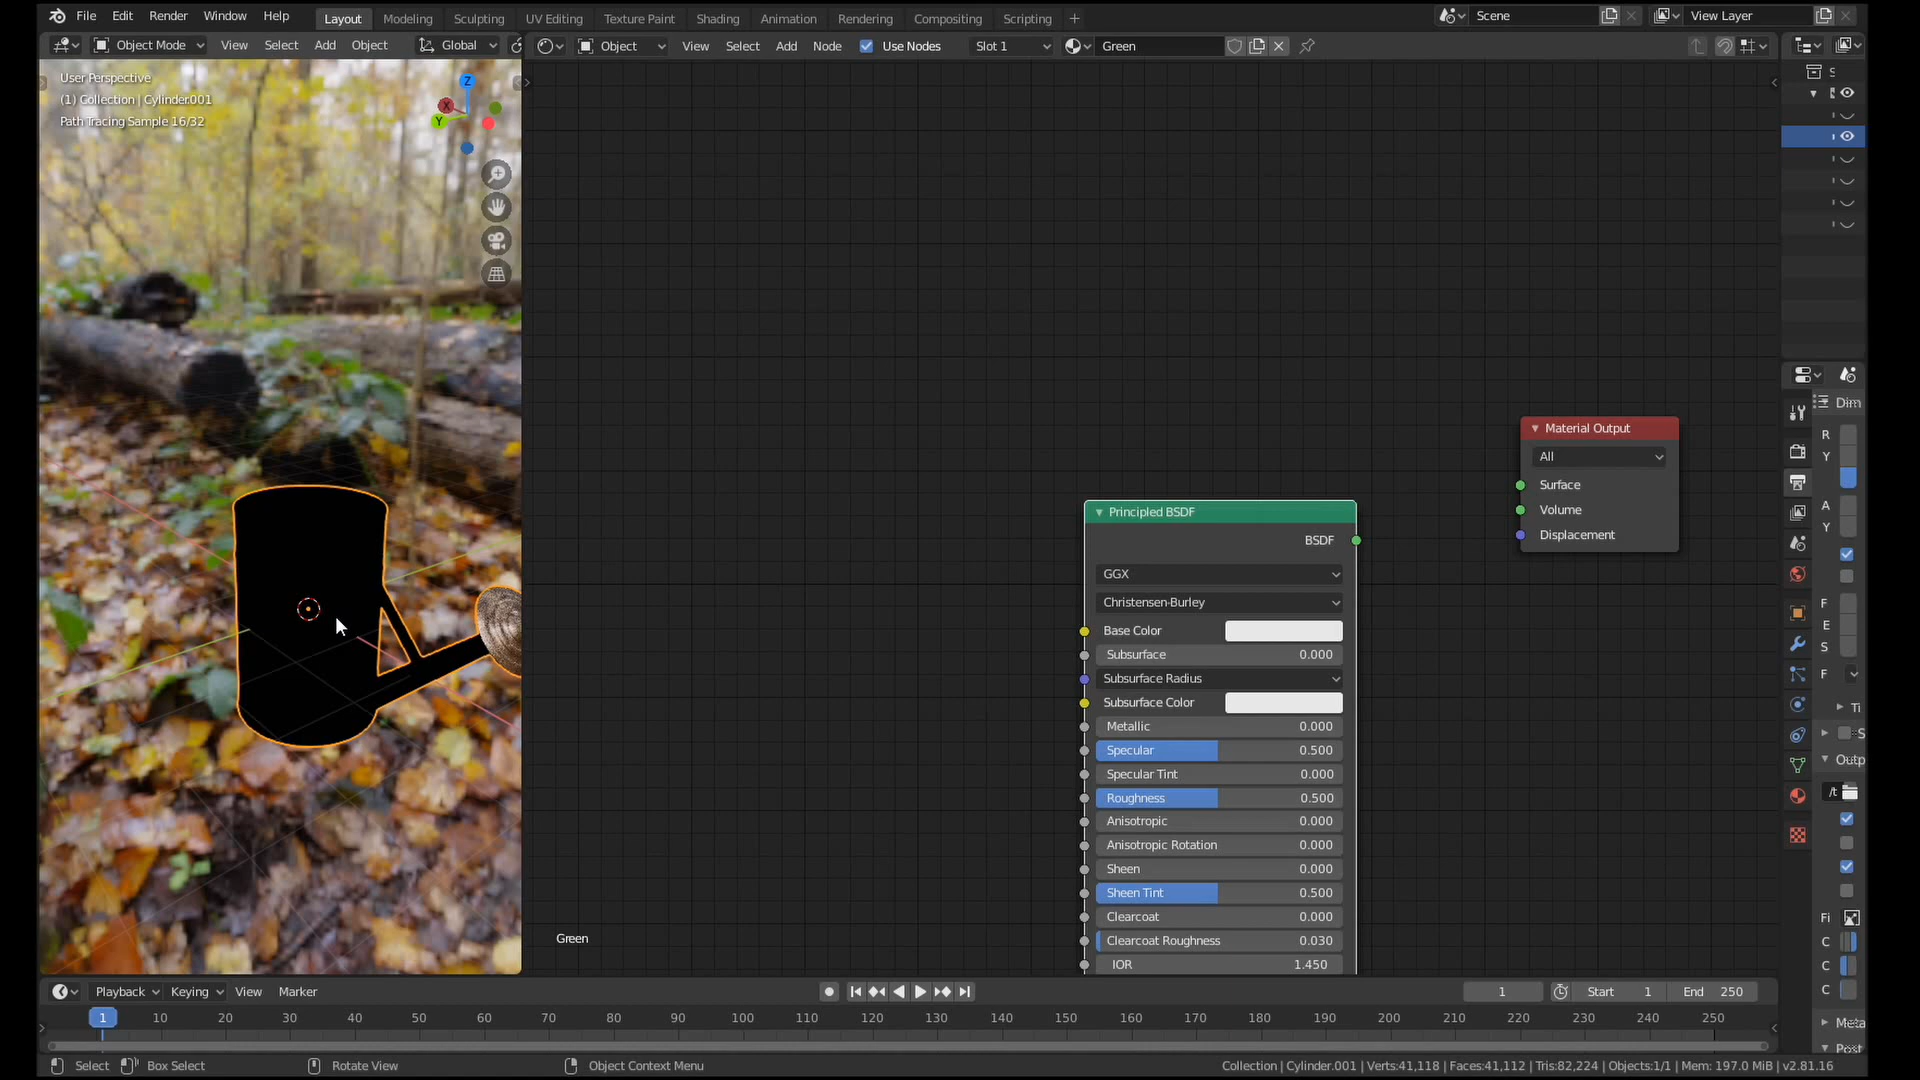 File Edit Render Window Help Layout Modeling Sculpting UV Editing Texture Paint Shading Animation Rendering Compositing Scripting + Scene View Layer
Object Mode View Select Add Object Global Object View Select Add Node Use Nodes Slot 1 Green
User Perspective
(1) Collection | Cylinder.001
Path Tracing Sample 16/32
Z
X
Y
S
Dim
R
Y
A
Y
F
E
S
F
Ti
S
Outp
/t
Fi
C
C
C
Meta
Post
Material Output
All
Surface
Volume
Displacement
Principled BSDF
BSDF
GGX
Christensen-Burley
Base Color
Subsurface 0.000
Subsurface Radius
Subsurface Color
Metallic 0.000
Specular 0.500
Specular Tint 0.000
Roughness 0.500
Anisotropic 0.000
Anisotropic Rotation 0.000
Sheen 0.000
Sheen Tint 0.500
Clearcoat 0.000
Clearcoat Roughness 0.030
IOR 1.450
Green
Playback Keying View Marker 1 Start 1 End 250
1 10 20 30 40 50 60 70 80 90 100 110 120 130 140 150 160 170 180 190 200 210 220 230 240 250
Select Box Select Rotate View Object Context Menu Collection | Cylinder.001 | Verts:41,118 | Faces:41,112 | Tris:82,224 | Objects:1/1 | Mem: 197.0 MiB | v2.81.16